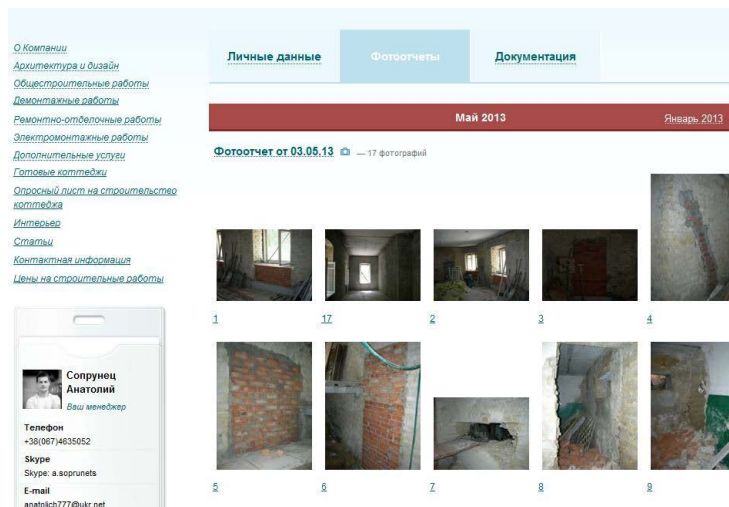 О Компании
Архитектура и дизайн
Общестроительные работы
Демонтажные работы
Ремонтно-отделочные работы
Электромонтажные работы
Дополнительные услуги
Готовые коттеджи
Опросный лист на строительство
коттеджа
Интерьер
Статьи
Контактная информация
Цены на строительные работы
Сопрунец
Анатолий
Ваш менеджер
Телефон
+38(067)4635052
Skype
Skype: a.soprunets
E-mail
anatolich777@ukr.net
Личные данные
Фотоотчеты
Документация
Май 2013
Январь 2013
Фотоотчет от 03.05.13 — 17 фотографий
1 17 2 3 4
5 6 7 8 9